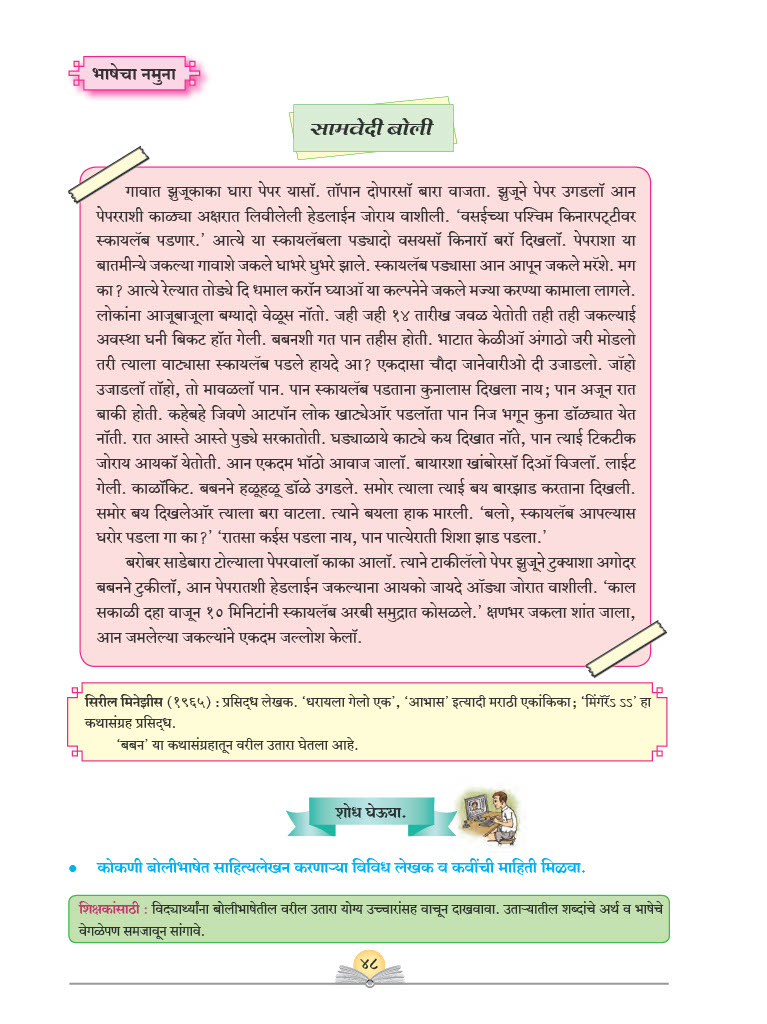 भाषेचा नमुना
सामवेदी बोली
गावात झुजूकाका घारा पेपर यासॉ. तॉपान दोपारसॉ बारा वाजता. झुजूने पेपर उगडलॉ आन
पेपरराशी काळ्या अक्षरात लिवीलेली हेडलाईन जोराय वाशीली. ‘वसईच्या पश्चिम किनारपट्टीवर
स्कायलॅब पडणार.’ आत्ये या स्कायलॅबला पड्यादो वसयसॉ किनारॉ बरॉ दिखलॉ. पेपराशा या
बातमीन्ये जकल्या गावाशे जकले घाभरे घुभरे झाले. स्कायलॅब पड्यासा आन आपून जकले मरॅशे. मग
का? आत्ये रेल्यात तोड्ये दि धमाल करॉन घ्याऑ या कल्पनेने जकले मज्या करण्या कामाला लागले.
लोकांना आजूबाजूला बग्यादो वेळूस नॉतो. जही जही १४ तारीख जवळ येतोती तही तही जकल्याई
अवस्था धनी बिकट हॉत गेली. बबनशी गत पान तहीस होती. भाटात केळीऑ अंगाठो जरी मोडलो
तरी त्याला वाट्यासा स्कायलॅब पडले हायदे आ? एकदासा चौदा जानेवारीओ दी उजाडलो. जॉहो
उजाडलॉ तॉहो, तो मावळलॉ पान. पान स्कायलॅब पडताना कुनालास दिखला नाय; पान अजून रात
बाकी होती. कहेबहे जिवणे आटपॉन लोक खाट्येऑर पडलॉता पान निज भगून कुना डॉळ्यात येत
नॉती. रात आस्ते आस्ते पुड्ये सरकातोती. घड्याळाये काट्ये कय दिखात नॉते, पान त्याई टिकटीक
जोराय आयकॉ येतोती. आन एकदम भॉठो आवाज जालॉ. बायारशा खांबोरसॉ दिऑ विजलॉ. लाईट
गेली. काळॉकिट. बबनने हळूहळू डॉळे उगडले. समोर त्याला त्याई बय बारझाड करताना दिखली.
समोर बय दिखलेऑर त्याला बरा वाटला. त्याने बयला हाक मारली. ‘बलो, स्कायलॅब आपल्यास
घरोर पडला गा का?’ ‘रातसा कईस पडला नाय, पान पात्येराती शिशा झाड पडला.’
बरोबर साडेबारा टोल्याला पेपरवालॉ काका आलॉ. त्याने टाकीलॅलो पेपर झुजूने टुक्याशा अगोदर
बबनने टुकीलॉ, आन पेपरातशी हेडलाईन जकल्याना आयको जायदे ऑड्या जोरात वाशीली. ‘काल
सकाळी दहा वाजून १० मिनिटांनी स्कायलॅब अरबी समुद्रात कोसळले.’ क्षणभर जकला शांत जाला,
आन जमलेल्या जकल्यांने एकदम जल्लोश केलॉ.
सिरील मिनेझीस (१९६५) : प्रसिद्ध लेखक. ‘धरायला गेलो एक’, ‘आभास’ इत्यादी मराठी एकांकिका; ‘मिंगॅरॅऽ ऽऽ’ हा
कथासंग्रह प्रसिद्ध.
‘बबन’ या कथासंग्रहातून वरील उतारा घेतला आहे.
शोध घेऊया.
• कोकणी बोलीभाषेत साहित्यलेखन करणाऱ्या विविध लेखक व कवींची माहिती मिळवा.
शिक्षकांसाठी : विद्यार्थ्यांना बोलीभाषेतील वरील उतारा योग्य उच्चारांसह वाचून दाखवावा. उताऱ्यातील शब्दांचे अर्थ व भाषेचे
वेगळेपण समजावून सांगावे.
४८